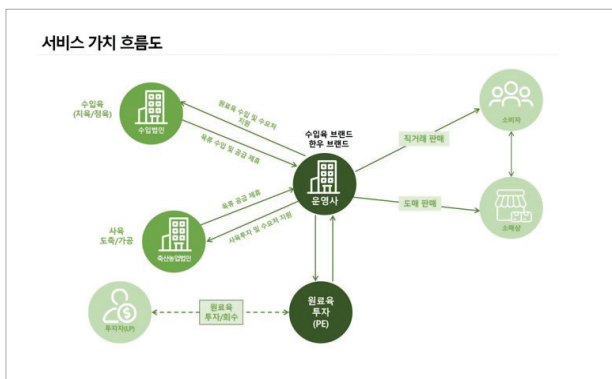 서비스 가치 흐름도
수입육
(지육/정육)
수입법인
원료육 수입 및 수요처
지원
육류 수입 및 공급 제휴
수입육 브랜드
한우 브랜드
운영사
직거래 판매
소비자
도매 판매
소매상
사육
도축/가공
축산농업법인
육류 공급 제휴
사육투자 및 수요처 지원
투자자(LP)
원료육
투자/회수
원료육
투자
(PE)